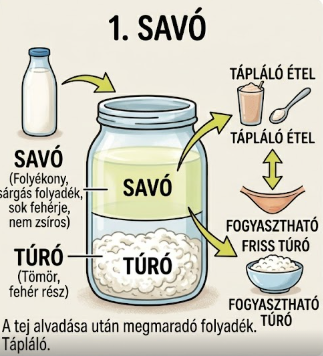 1. SAVÓ
TÁPLÁLÓ ÉTEL
TÁPLÁLÓ ÉTEL
SAVÓ
(Folyékony,
sárgás folyadék,
sok fehérje,
nem zsíros)
SAVÓ
TÚRÓ
(Tömör,
fehér rész)
TÚRÓ
FOGYASZTHATÓ
FRISS TÚRÓ
FOGYASZTHATÓ
TÚRÓ
A tej alvadása után megmaradó folyadék.
Tápláló.